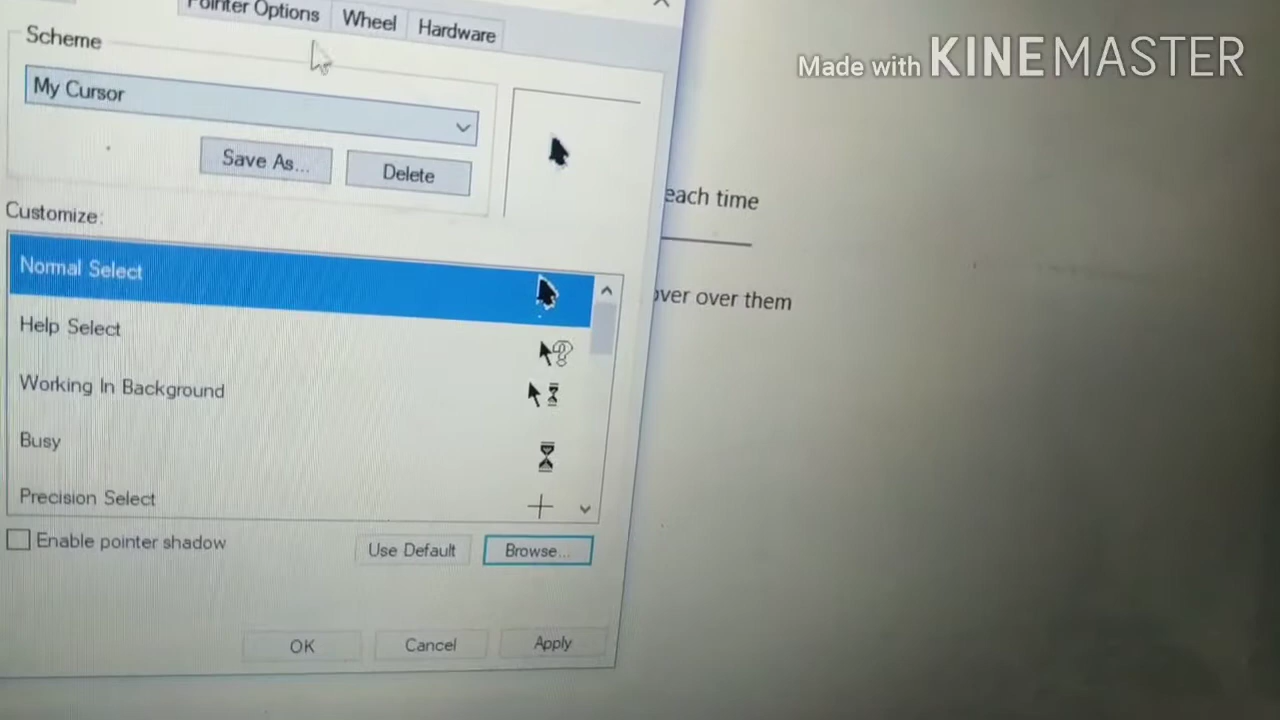 Pointer Options Wheel Hardware
Made with KINEMASTER
Scheme
My Cursor
Save As... Delete
each time
Customize:
Normal Select
over over them
Help Select
Working In Background
Busy
Precision Select
Enable pointer shadow
Use Default Browse...
OK Cancel Apply